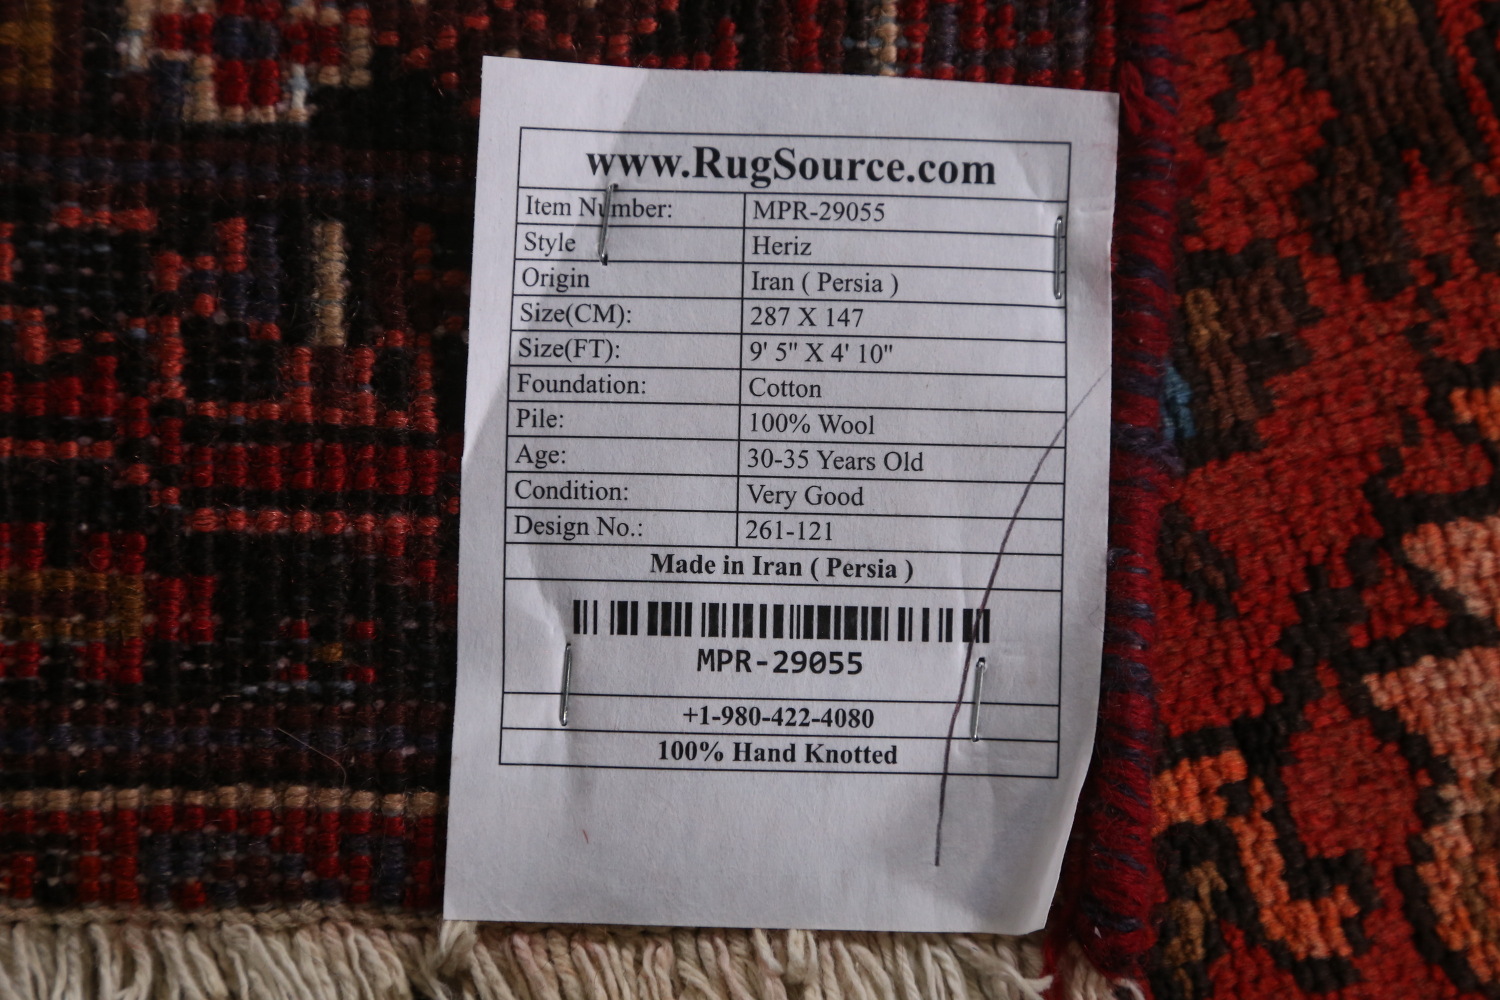 www.RugSource.com
Item Number: MPR-29055
Style Heriz
Origin Iran ( Persia )
Size(CM): 287 X 147
Size(FT): 9' 5" X 4' 10"
Foundation: Cotton
Pile: 100% Wool
Age: 30-35 Years Old
Condition: Very Good
Design No.: 261-121
Made in Iran ( Persia )
MPR-29055
+1-980-422-4080
100% Hand Knotted